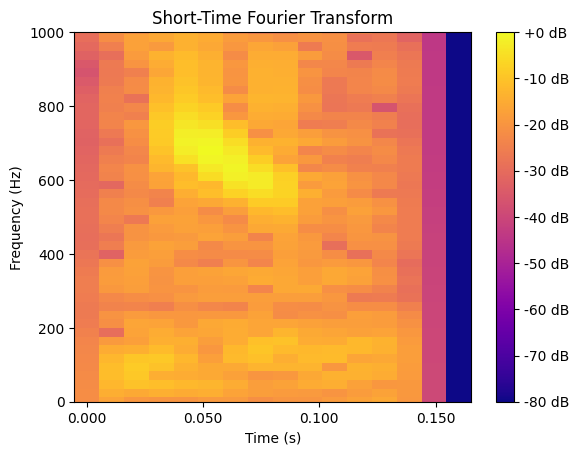 Short-Time Fourier Transform
1000
800
600
400
200
0
Frequency (Hz)
0.000
0.050
0.100
0.150
Time (s)
+0 dB
-10 dB
-20 dB
-30 dB
-40 dB
-50 dB
-60 dB
-70 dB
-80 dB